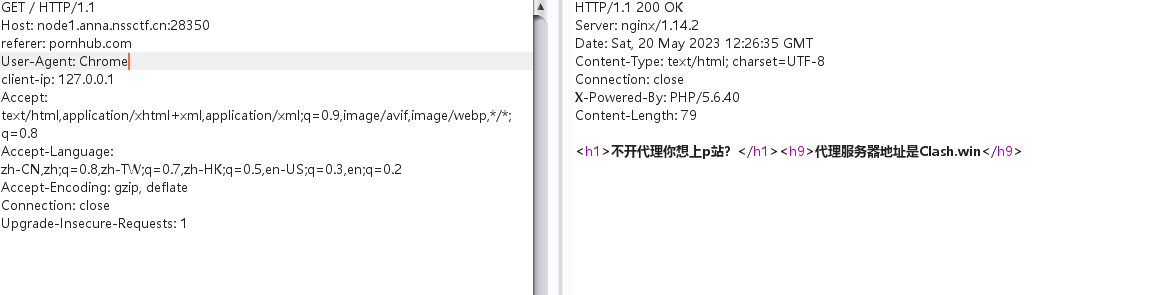 GET / HTTP/1.1
Host: node1.anna.nssctf.cn:28350
referer: pornhub.com
User-Agent: Chrome
client-ip: 127.0.0.1
Accept:
text/html,application/xhtml+xml,application/xml;q=0.9,image/avif,image/webp,*/*;
q=0.8
Accept-Language:
zh-CN,zh;q=0.8,zh-TW;q=0.7,zh-HK;q=0.5,en-US;q=0.3,en;q=0.2
Accept-Encoding: gzip, deflate
Connection: close
Upgrade-Insecure-Requests: 1
HTTP/1.1 200 OK
Server: nginx/1.14.2
Date: Sat, 20 May 2023 12:26:35 GMT
Content-Type: text/html; charset=UTF-8
Connection: close
X-Powered-By: PHP/5.6.40
Content-Length: 79
<h1>不开代理你想上p站？</h1><h9>代理服务器地址是Clash.win</h9>